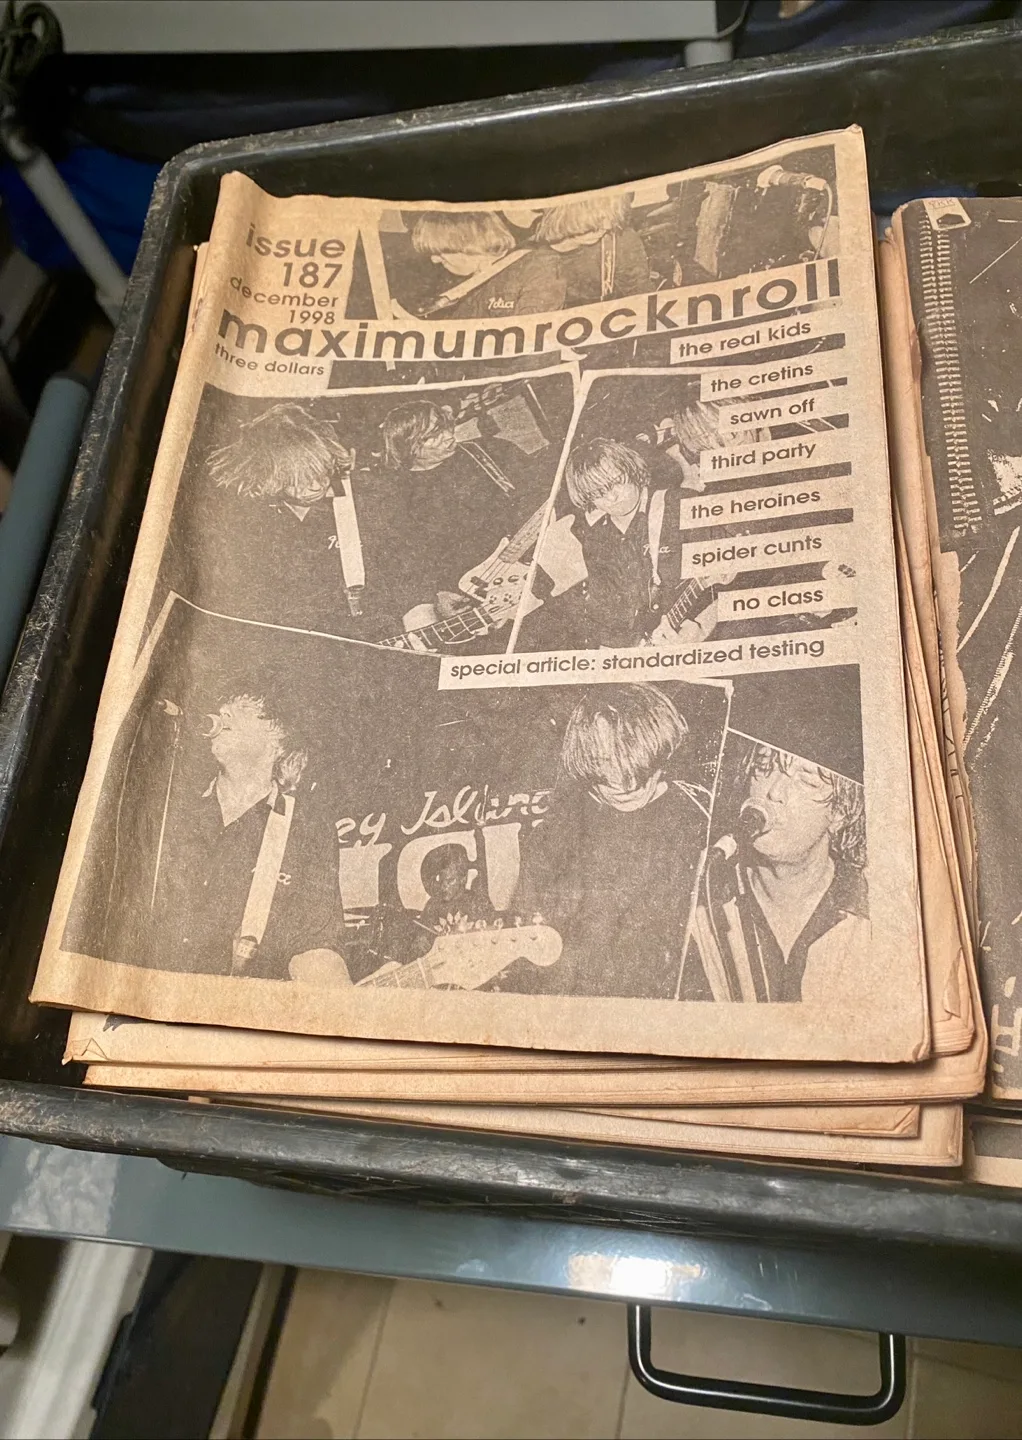 issue
187
december
1998
maximumrocknroll
three dollars
the real kids
the cretins
sawn off
third party
the heroines
spider cunts
no class
special article: standardized testing